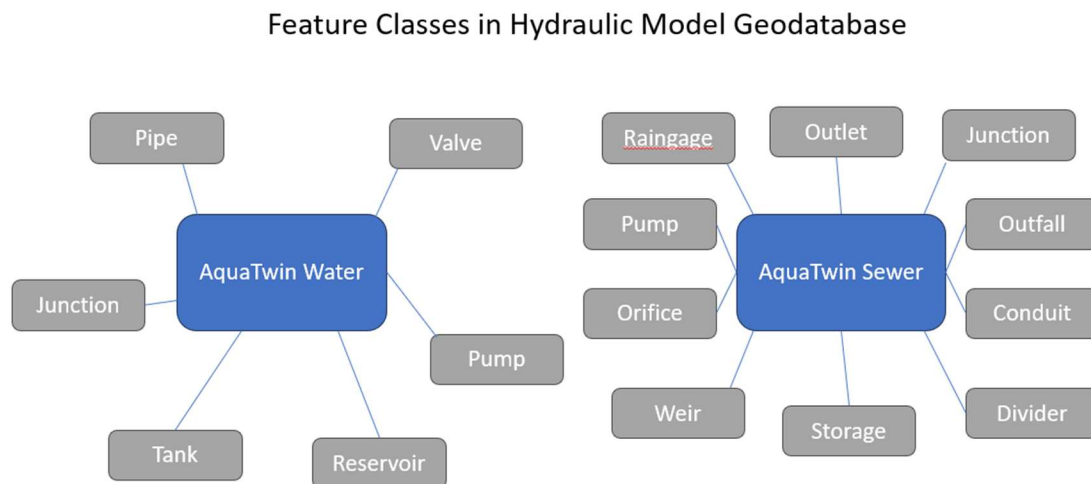 Feature Classes in Hydraulic Model Geodatabase
Pipe
Valve
AquaTwin Water
Junction
Pump
Tank
Reservoir
Raingage
Outlet
Junction
Pump
Outfall
AquaTwin Sewer
Orifice
Conduit
Weir
Storage
Divider